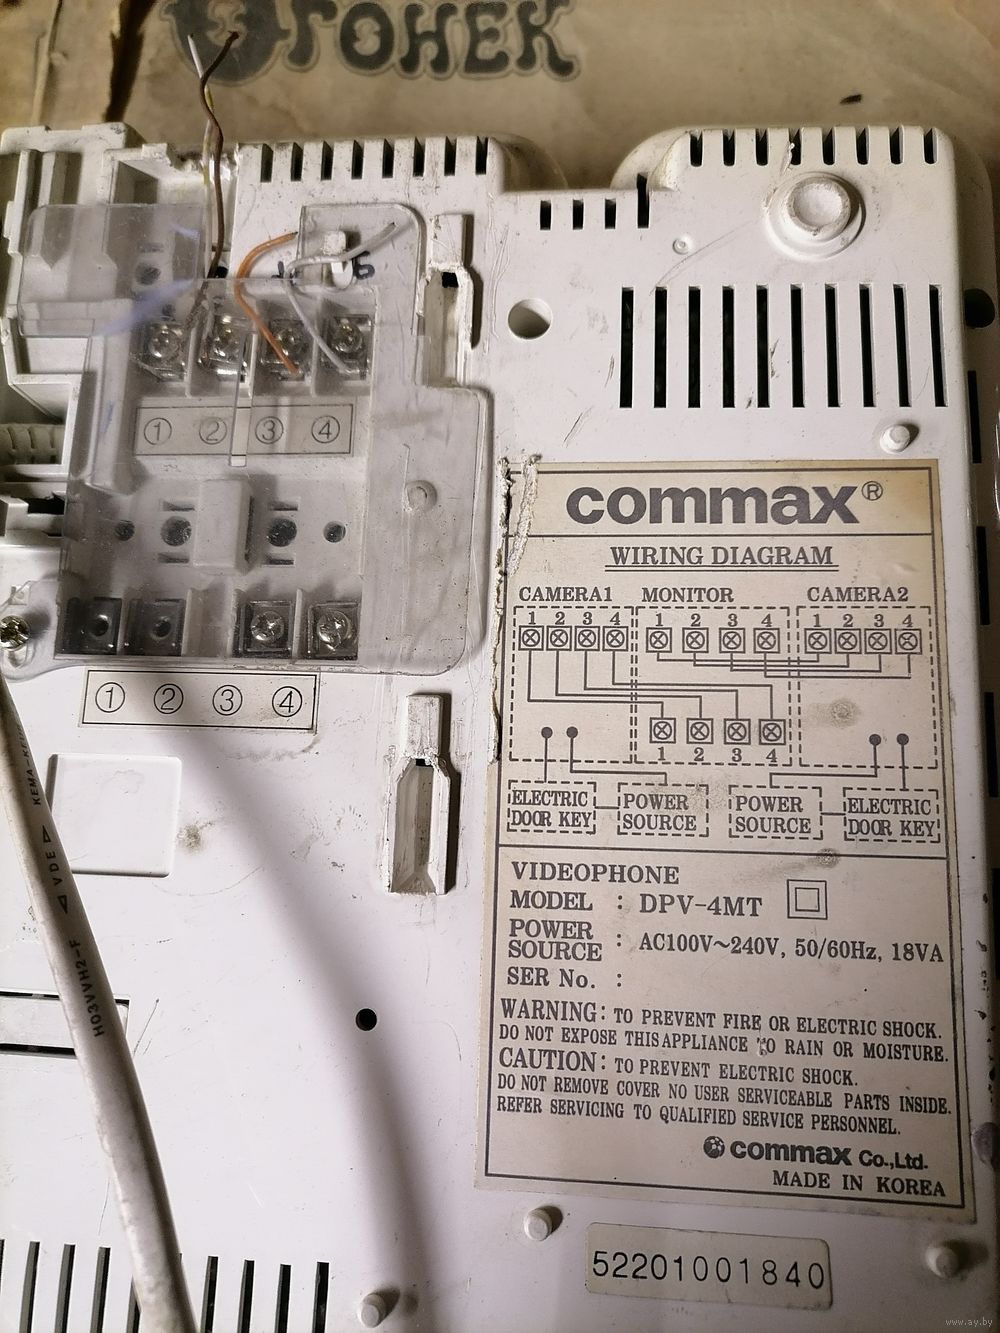 ОГОНЕК
Б
① ② ③ ④
① ② ③ ④
KEMA-KEUR VDE H03VVH2-F
commax®
WIRING DIAGRAM
CAMERA1 MONITOR CAMERA2
1 2 3 4 1 2 3 4 1 2 3 4
1 2 3 4
ELECTRIC DOOR KEY
POWER SOURCE
POWER SOURCE
ELECTRIC DOOR KEY
VIDEOPHONE
MODEL : DPV-4MT
POWER SOURCE : AC100V~240V, 50/60Hz, 18VA
SER No. :
WARNING: TO PREVENT FIRE OR ELECTRIC SHOCK.
DO NOT EXPOSE THIS APPLIANCE TO RAIN OR MOISTURE.
CAUTION: TO PREVENT ELECTRIC SHOCK.
DO NOT REMOVE COVER NO USER SERVICEABLE PARTS INSIDE.
REFER SERVICING TO QUALIFIED SERVICE PERSONNEL.
commax Co.,Ltd.
MADE IN KOREA
52201001840
www.ay.by